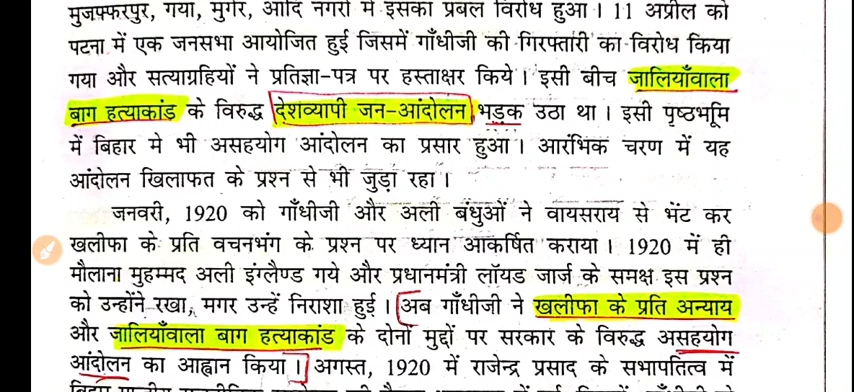 मुजफ्फरपुर, गया, मुंगेर, आदि नगरों में इसका प्रबल विरोध हुआ। 11 अप्रील को
पटना में एक जनसभा आयोजित हुई जिसमें गाँधीजी की गिरफ्तारी का विरोध किया
गया और सत्याग्रहियों ने प्रतिज्ञा-पत्र पर हस्ताक्षर किये। इसी बीच जालियाँवाला
बाग हत्याकांड के विरुद्ध देशव्यापी जन-आंदोलन भड़क उठा था। इसी पृष्ठभूमि
में बिहार मे भी असहयोग आंदोलन का प्रसार हुआ। आरंभिक चरण में यह
आंदोलन खिलाफत के प्रश्न से भी जुड़ा रहा।
जनवरी, 1920 को गाँधीजी और अली बंधुओं ने वायसराय से भेंट कर
खलीफा के प्रति वचनभंग के प्रश्न पर ध्यान आकर्षित कराया। 1920 में ही
मौलाना मुहम्मद अली इंग्लैण्ड गये और प्रधानमंत्री लॉयड जार्ज के समक्ष इस प्रश्न
को उन्होंने रखा, मगर उन्हें निराशा हुई। अब गाँधीजी ने खलीफा के प्रति अन्याय
और जालियाँवाला बाग हत्याकांड के दोनों मुद्दों पर सरकार के विरुद्ध असहयोग
आंदोलन का आह्वान किया। अगस्त, 1920 में राजेन्द्र प्रसाद के सभापतित्व में